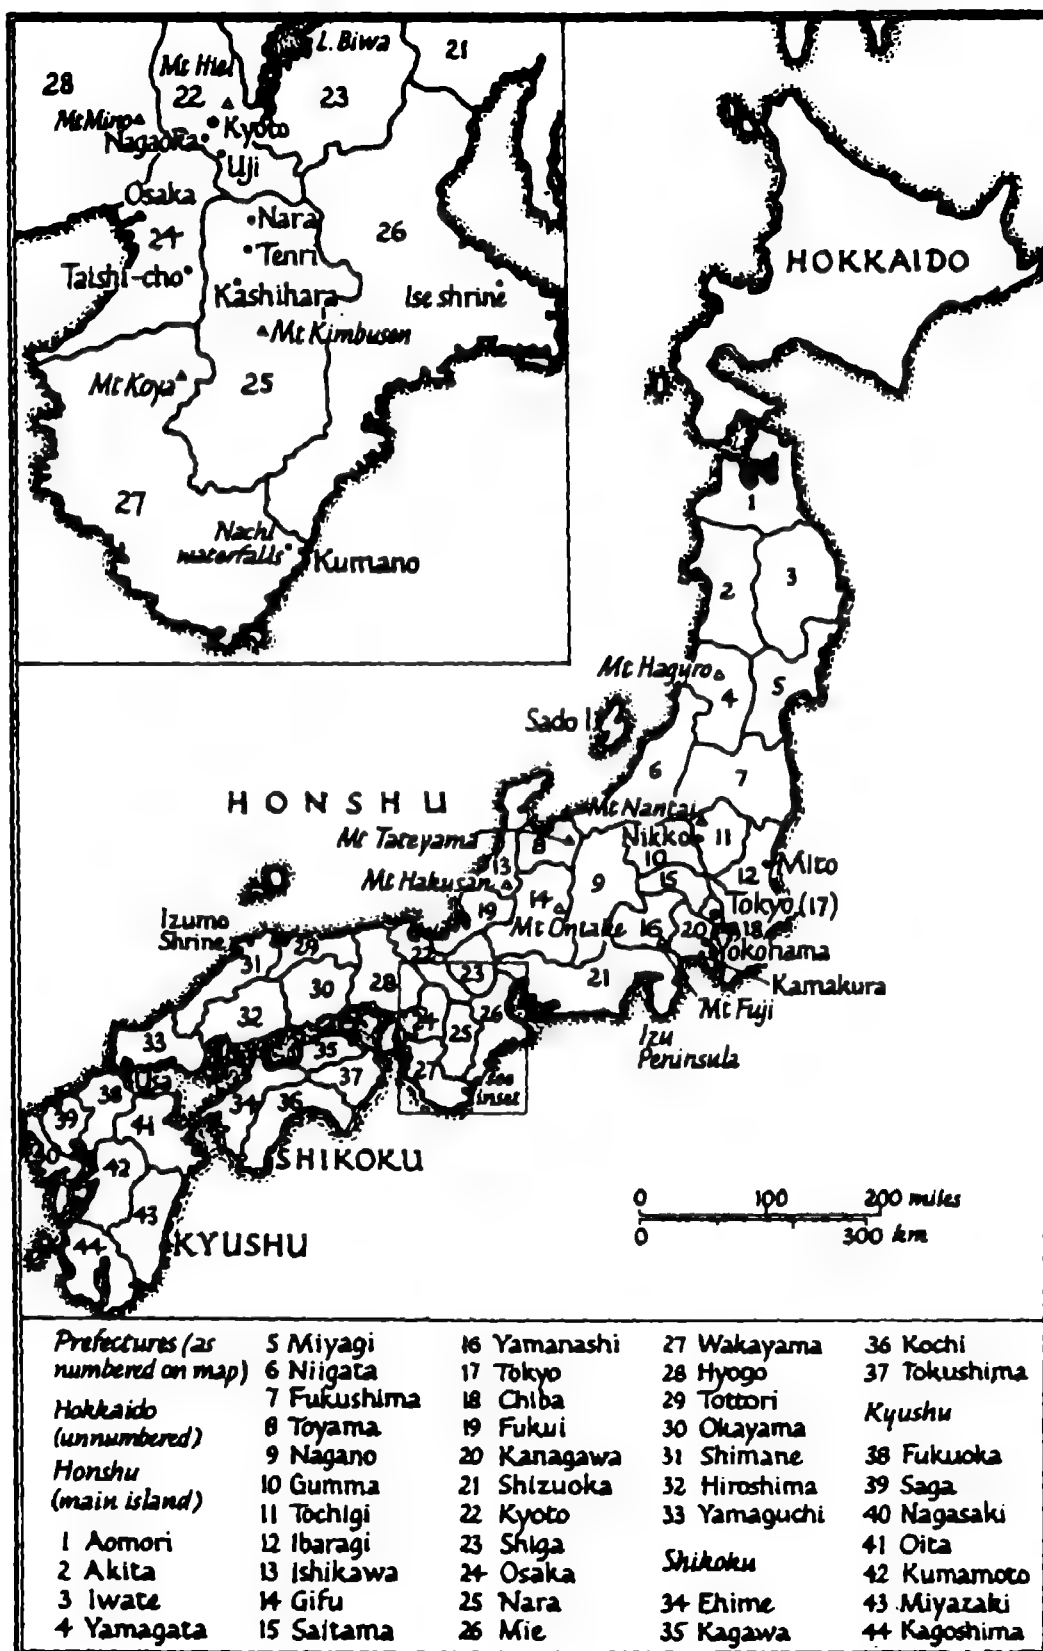 L. Biwa
21
28
Mt Hiei
22
23
Mt Miro
Kyoto
Nagaoka
Uji
Osaka
Nara
24
26
Tenri
Taishi-cho
Kashihara
Ise shrine
Mt Kimbusen
Mt Koya
25
27
Nachi
waterfalls
Kumano
HOKKAIDO
1
2
3
Mt Haguro
4
5
Sado I
6
7
HONSHU
Mt Nantai
Mt Tateyama
8
Nikko
11
10
13
12
Mito
Mt Hakusan
14
9
15
Tokyo (17)
19
Izumo
Shrine
Mt Ontake
16
20
18
29
22
Yokohama
31
30
28
23
21
Kamakura
32
26
Mt Fuji
24
25
Izu
Peninsula
33
35
27
see
inset
37
Usa
38
34
36
39
41
40
42
SHIKOKU
43
44
KYUSHU
0 100 200 miles
0 300 km
Prefectures (as
numbered on map)
Hokkaido
(unnumbered)
Honshu
(main island)
1 Aomori
2 Akita
3 Iwate
4 Yamagata
5 Miyagi
6 Niigata
7 Fukushima
8 Toyama
9 Nagano
10 Gumma
11 Tochigi
12 Ibaragi
13 Ishikawa
14 Gifu
15 Saitama
16 Yamanashi
17 Tokyo
18 Chiba
19 Fukui
20 Kanagawa
21 Shizuoka
22 Kyoto
23 Shiga
24 Osaka
25 Nara
26 Mie
27 Wakayama
28 Hyogo
29 Tottori
30 Okayama
31 Shimane
32 Hiroshima
33 Yamaguchi
Shikoku
34 Ehime
35 Kagawa
36 Kochi
37 Tokushima
Kyushu
38 Fukuoka
39 Saga
40 Nagasaki
41 Oita
42 Kumamoto
43 Miyazaki
44 Kagoshima